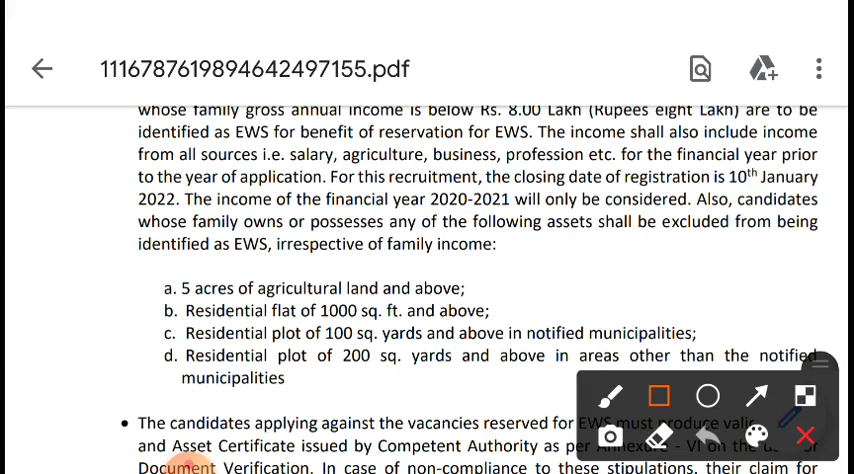 1116787619894642497155.pdf
whose family gross annual income is below Rs. 8.00 Lakh (Rupees eight Lakh) are to be
identified as EWS for benefit of reservation for EWS. The income shall also include income
from all sources i.e. salary, agriculture, business, profession etc. for the financial year prior
to the year of application. For this recruitment, the closing date of registration is 10th January
2022. The income of the financial year 2020-2021 will only be considered. Also, candidates
whose family owns or possesses any of the following assets shall be excluded from being
identified as EWS, irrespective of family income:
a. 5 acres of agricultural land and above;
b. Residential flat of 1000 sq. ft. and above;
c. Residential plot of 100 sq. yards and above in notified municipalities;
d. Residential plot of 200 sq. yards and above in areas other than the notified
municipalities
• The candidates applying against the vacancies reserved for EWS must produce
and Asset Certificate issued by Competent Authority as per Annexure - VI on the
Document Verification. In case of non-compliance to these stipulations, their claim for